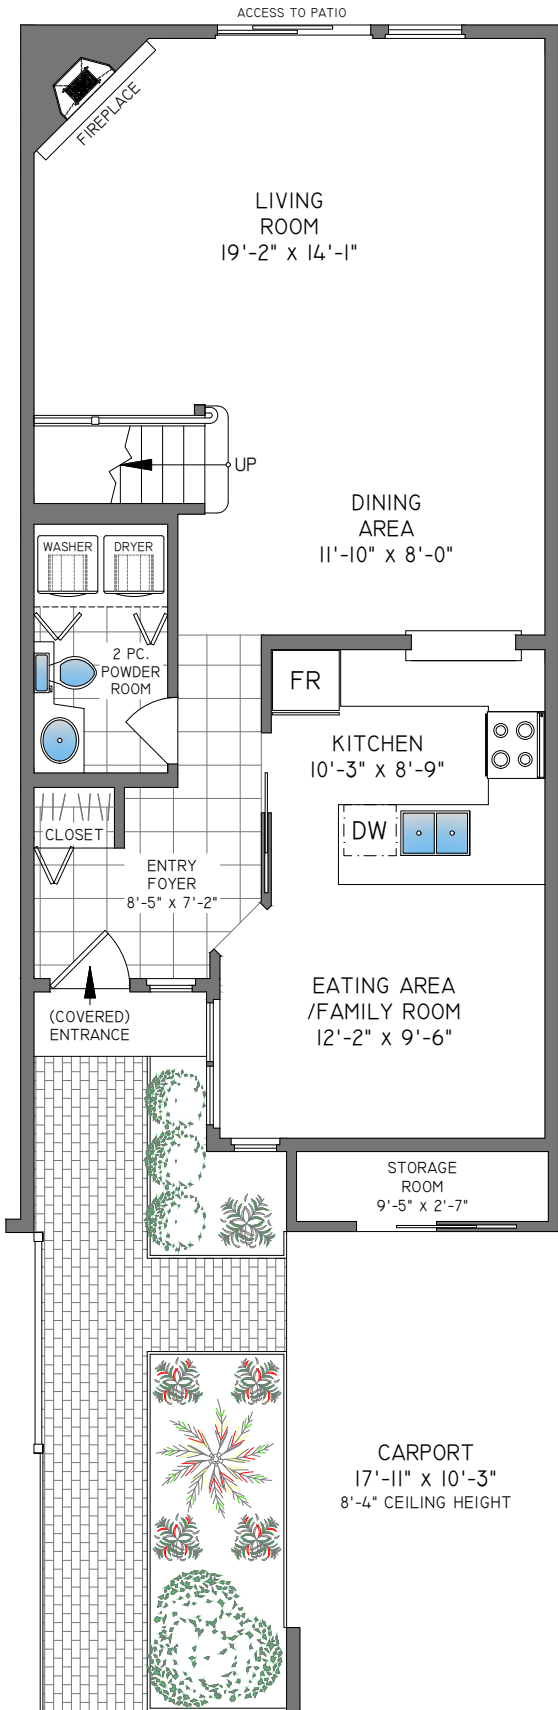 ACCESS TO PATIO
FIREPLACE
LIVING
ROOM
19'-2" X 14'-1"
UP
DINING
AREA
11'-10" X 8'-0"
WASHER
DRYER
2 PC.
POWDER
ROOM
FR
KITCHEN
10'-3" X 8'-9"
DW
CLOSET
ENTRY
FOYER
8'-5" X 7'-2"
(COVERED)
ENTRANCE
EATING AREA
/FAMILY ROOM
12'-2" X 9'-6"
STORAGE
ROOM
9'-5" X 2'-7"
CARPORT
17'-11" X 10'-3"
8'-4" CEILING HEIGHT